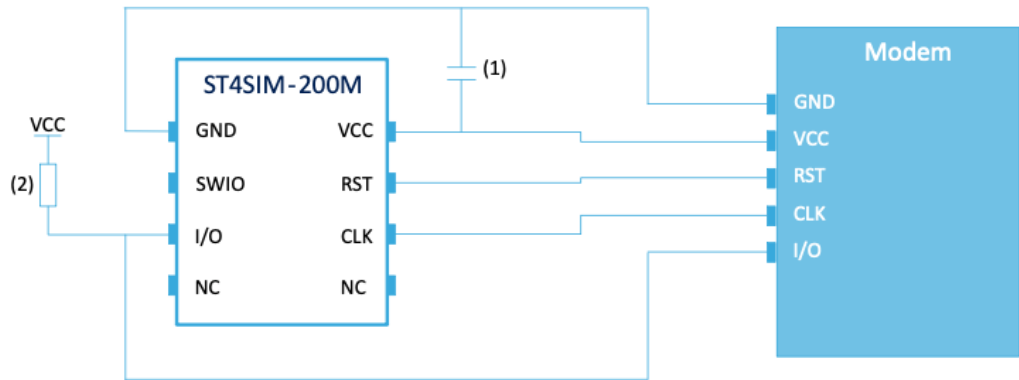 Modem
(1)
ST4SIM-200M
GND
VCC
GND
VCC
VCC
SWIO
RST
RST
(2)
I/O
CLK
CLK
I/O
NC
NC